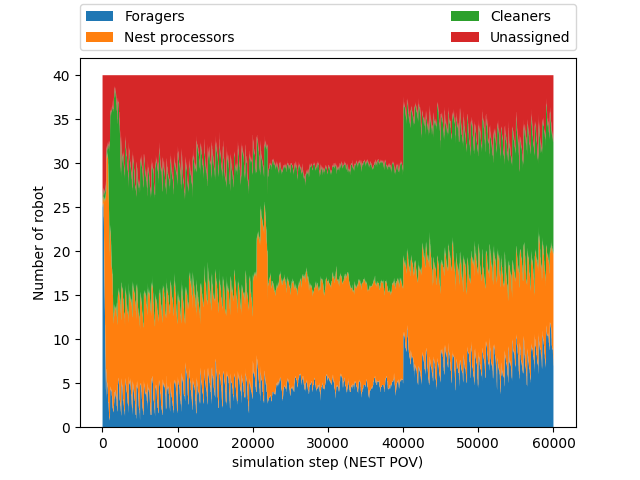 Foragers Cleaners
Nest processors Unassigned
40
35
30
25
20
15
10
5
0
Number of robot
0 10000 20000 30000 40000 50000 60000
simulation step (NEST POV)